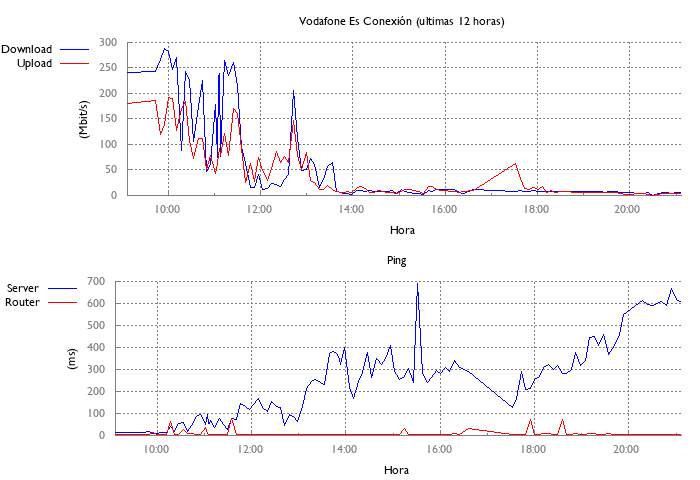 Vodafone Es Conexión (ultimas 12 horas)
Download
Upload
(Mbit/s)
300
250
200
150
100
50
0
10:00 12:00 14:00 16:00 18:00 20:00
Hora
Ping
Server
Router
(ms)
700
600
500
400
300
200
100
0
10:00 12:00 14:00 16:00 18:00 20:00
Hora